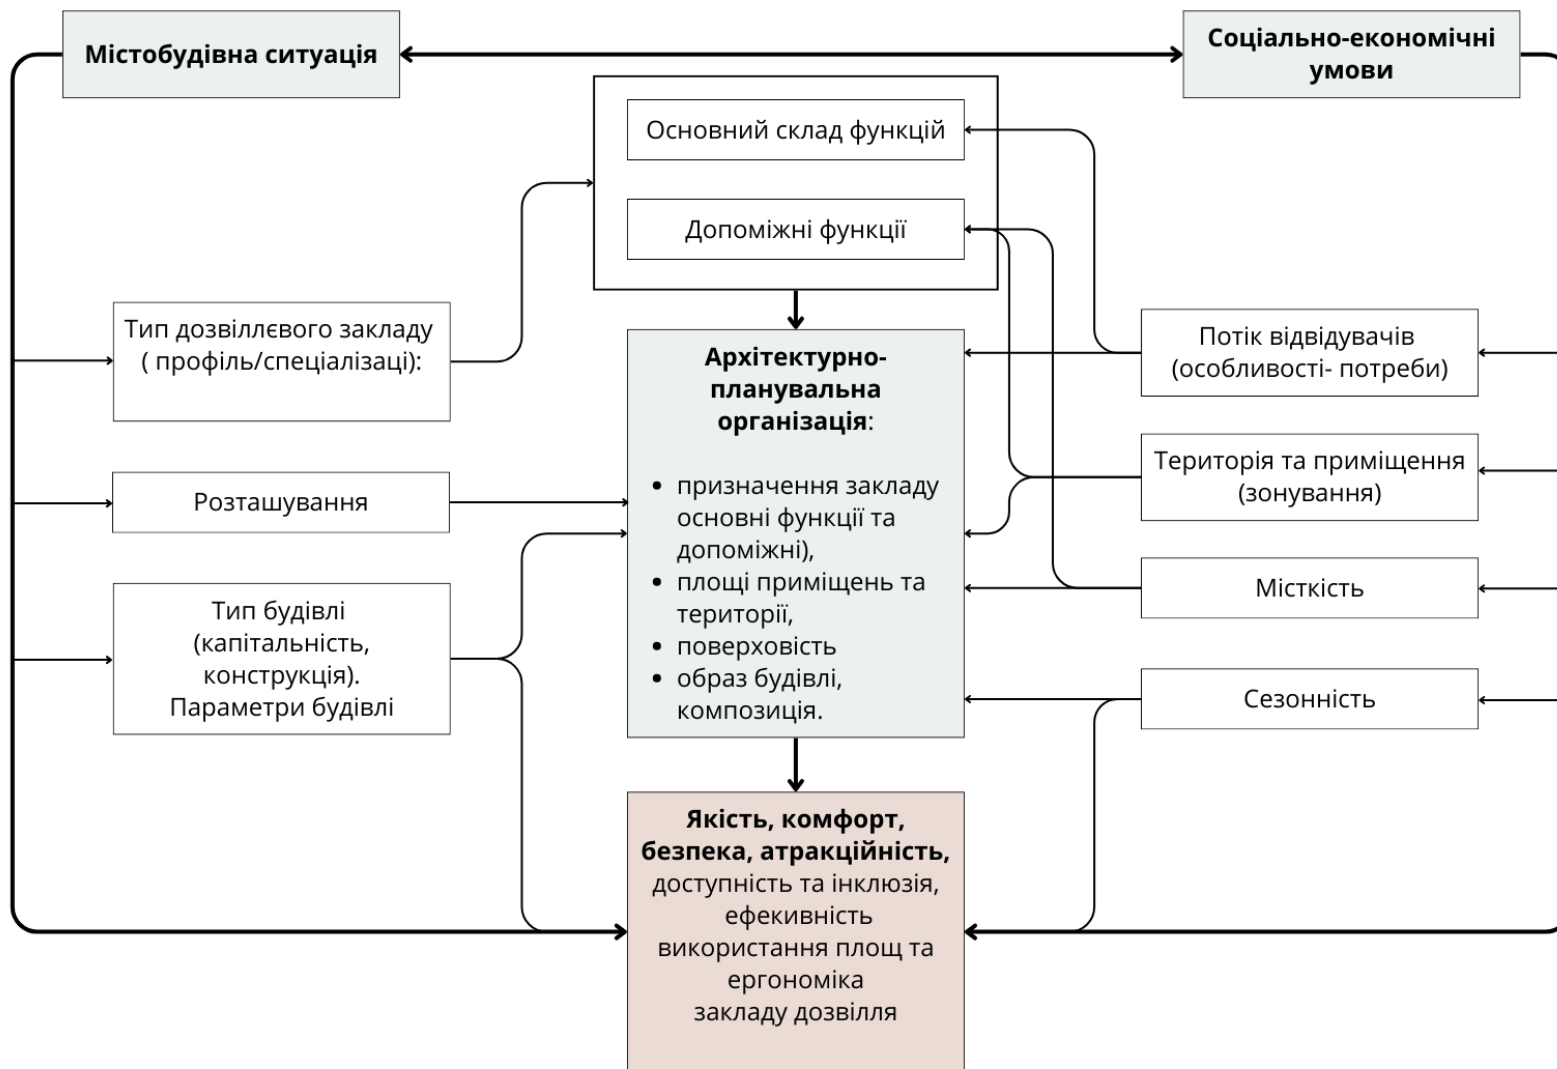 Містобудівна ситуація
Соціально-економічні
умови
Основний склад функцій
Допоміжні функції
Тип дозвіллєвого закладу
( профіль/спеціалізаці):
Розташування
Тип будівлі
(капітальність,
конструкція).
Параметри будівлі
Архітектурно-
планувальна
організація:
• призначення закладу
основні функції та
допоміжні),
• площі приміщень та
території,
• поверховість
• образ будівлі,
композиція.
Потік відвідувачів
(особливості- потреби)
Територія та приміщення
(зонування)
Місткість
Сезонність
Якість, комфорт,
безпека, атракційність,
доступність та інклюзія,
ефекивність
використання площ та
ергономіка
закладу дозвілля